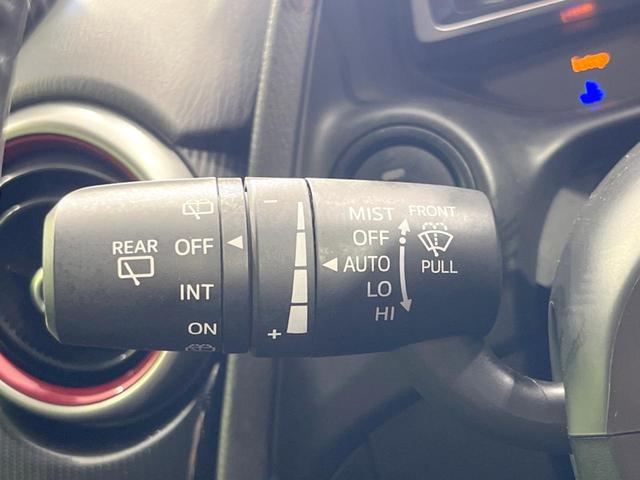 REAR
OFF
INT
ON
−
+
MIST
OFF
AUTO
LO
HI
FRONT
PULL